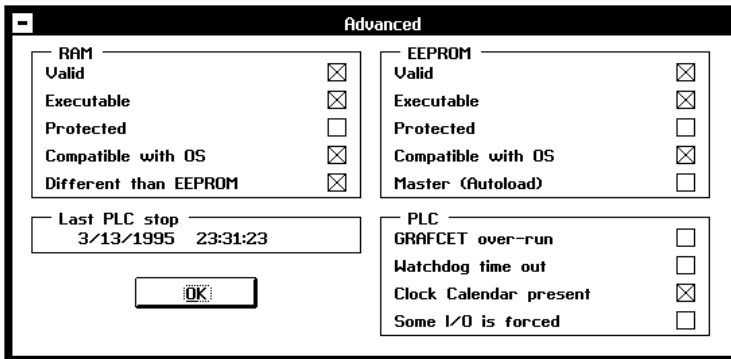 Advanced
RAM
Valid
Executable
Protected
Compatible with OS
Different than EEPROM
EEPROM
Valid
Executable
Protected
Compatible with OS
Master (Autoload)
Last PLC stop
3/13/1995 23:31:23
OK
PLC
GRAFCET over-run
Watchdog time out
Clock Calendar present
Some I/O is forced